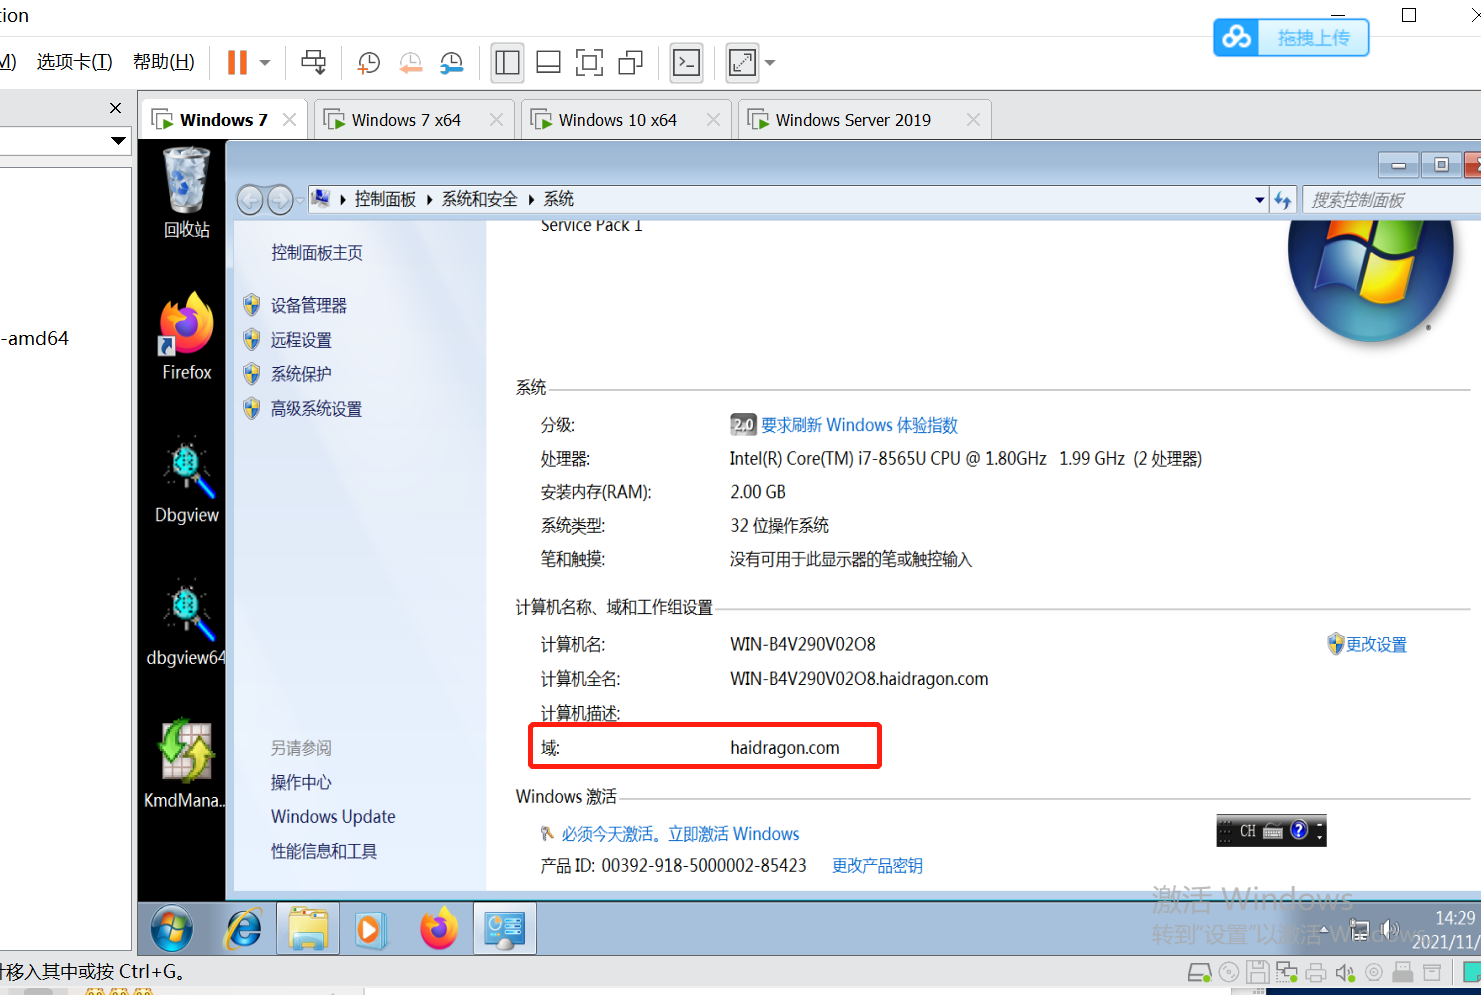 tion
拖拽上传
M) 选项卡(T) 帮助(H)
Windows 7
Windows 7 x64
Windows 10 x64
Windows Server 2019
控制面板 系统和安全 系统
搜索控制面板
回收站
-amd64
Firefox
Dbgview
dbgview64
KmdMana...
控制面板主页
设备管理器
远程设置
系统保护
高级系统设置
另请参阅
操作中心
Windows Update
性能信息和工具
Service Pack 1
系统
分级: 2.0 要求刷新 Windows 体验指数
处理器: Intel(R) Core(TM) i7-8565U CPU @ 1.80GHz 1.99 GHz (2 处理器)
安装内存(RAM): 2.00 GB
系统类型: 32 位操作系统
笔和触摸: 没有可用于此显示器的笔或触控输入
计算机名称、域和工作组设置
计算机名: WIN-B4V290V02O8 更改设置
计算机全名: WIN-B4V290V02O8.haidragon.com
计算机描述:
域: haidragon.com
Windows 激活
必须今天激活。立即激活 Windows
产品 ID: 00392-918-5000002-85423 更改产品密钥
CH
激活 Windows
转到"设置"以激活 Windows。
14:29
2021/11/
移入其中或按 Ctrl+G。